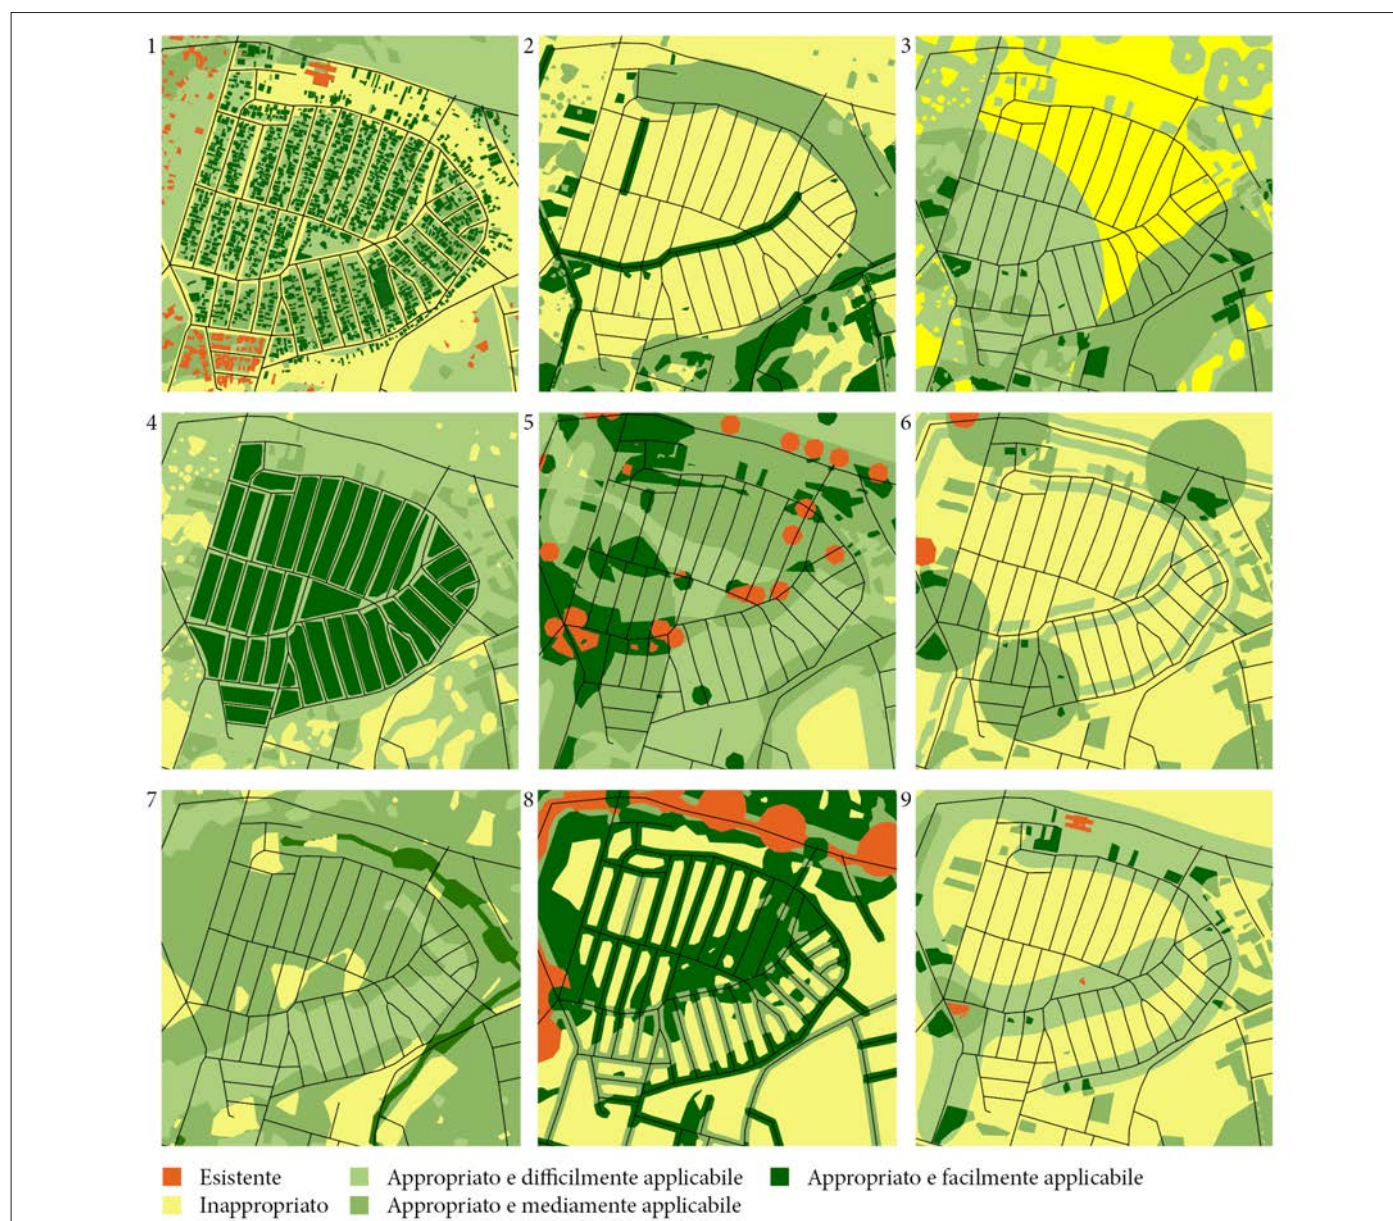 1
2
3
4
5
6
7
8
9
Esistente
Appropriato e difficilmente applicabile
Appropriato e facilmente applicabile
Inappropriato
Appropriato e mediamente applicabile